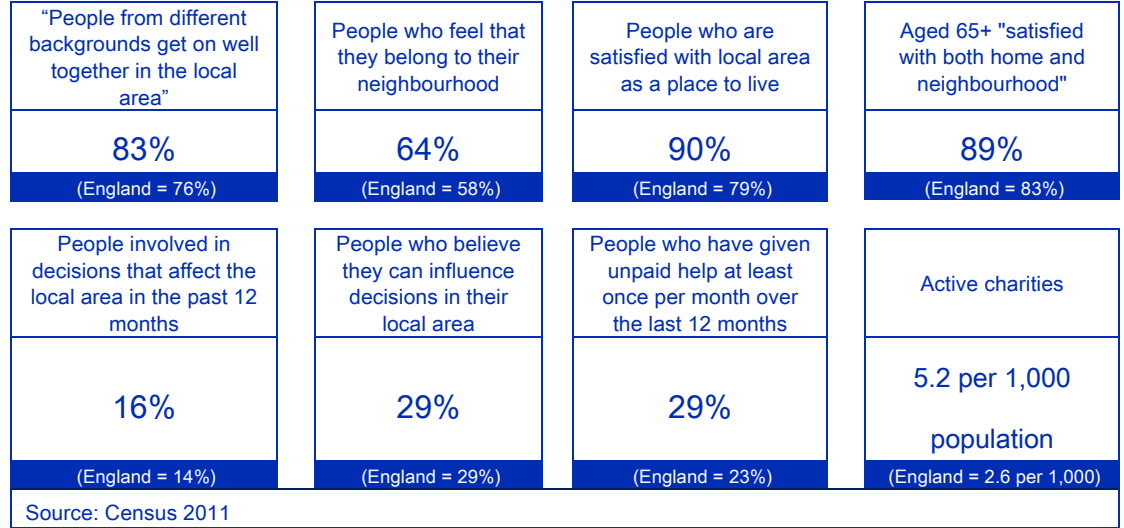 “People from different
backgrounds get on well
together in the local
area”
83%
(England = 76%)
People who feel that
they belong to their
neighbourhood
64%
(England = 58%)
People who are
satisfied with local area
as a place to live
90%
(England = 79%)
Aged 65+ "satisfied
with both home and
neighbourhood"
89%
(England = 83%)
People involved in
decisions that affect the
local area in the past 12
months
16%
(England = 14%)
People who believe
they can influence
decisions in their
local area
29%
(England = 29%)
People who have given
unpaid help at least
once per month over
the last 12 months
29%
(England = 23%)
Active charities
5.2 per 1,000
population
(England = 2.6 per 1,000)
Source: Census 2011